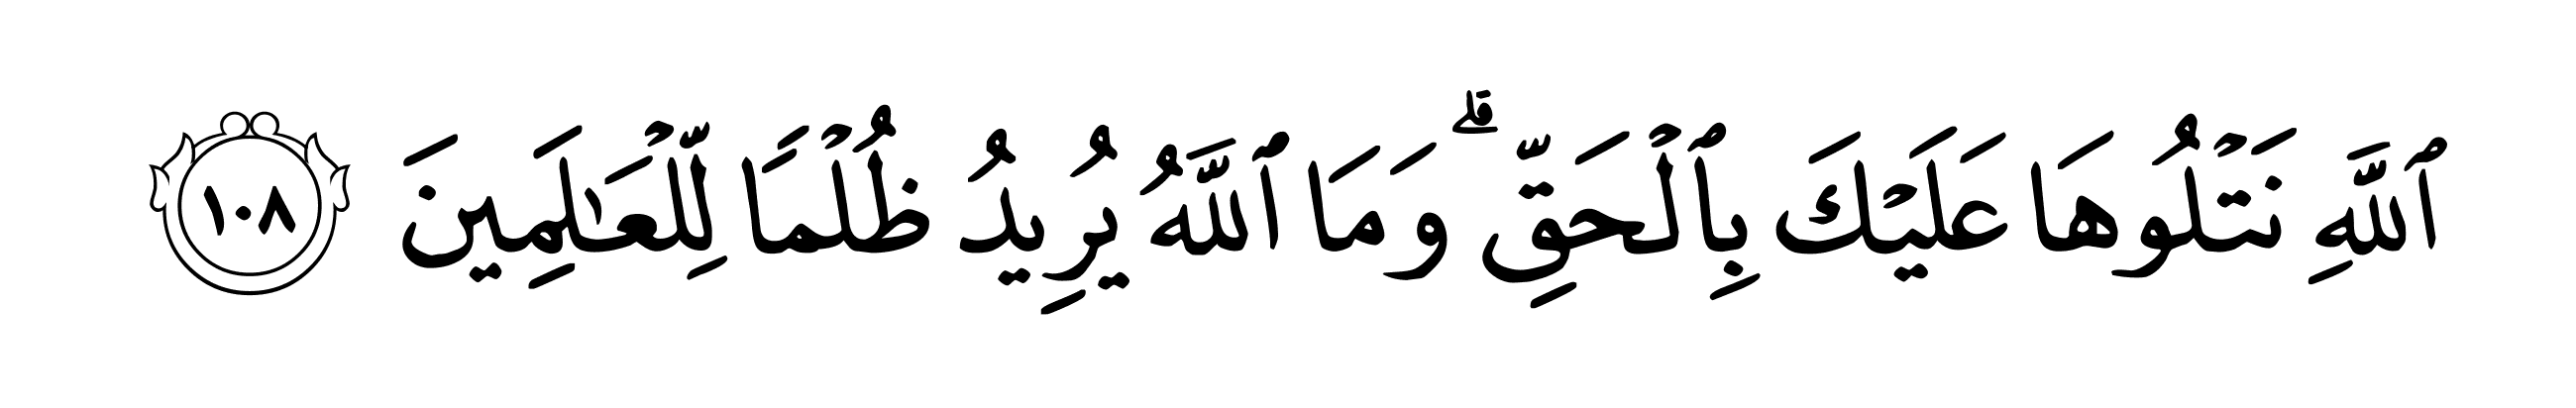 ٱللَّهِ نَتْلُوهَا عَلَيْكَ بِٱلْحَقِّ ۗ وَمَا ٱللَّهُ يُرِيدُ ظُلْمًا لِّلْعَـٰلَمِينَ ١٠٨